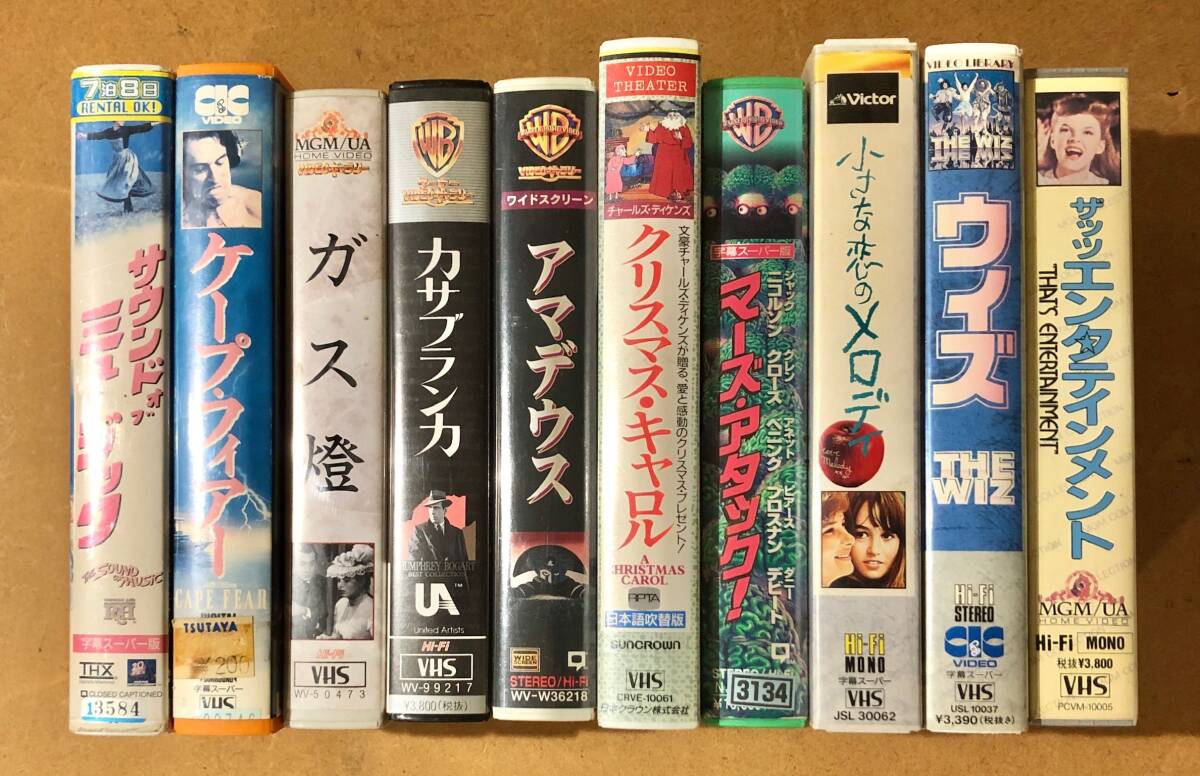 7泊8日
RENTAL OK!
サウンド・オブ
ミュージック
THE SOUND OF MUSIC
字幕スーパー版
THX
CLOSED CAPTIONED
13584
CIC
VIDEO
ケープ・フィアー
CAPE FEAR
TSUTAYA
字幕スーパー
VHS
MGM/UA
HOME VIDEO
ガス燈
Hi-Fi
VHS
WV-50473
WB
カサブランカ
HUMPHREY BOGART
BEST COLLECTION
UA
United Artists
Hi-Fi
VHS
WV-99217
¥3,800(税抜)
ワイドスクリーン
アマデウス
WIDE
STEREO/Hi-Fi
WV-W36218
VIDEO
THEATER
チャールズ・ディケンズ
文豪チャールズ・ディケンズが贈る、愛と感動のクリスマス・プレゼント!
クリスマス・キャロル
A
CHRISTMAS
CAROL
RPTA
日本語吹替版
SUNCROWN
VHS
CRVE-10061
日本クラウン株式会社
字幕スーパー版
マーズ・アタック!
ジャック
ニコルソン
グレン
クローズ
アネット
ベニング
ピアース
ブロスナン
ダニー
デビート
3134
Victor
小さな恋のメロディ
Love
Melody
Hi-Fi
MONO
字幕スーパー
VHS
JSL 30062
VIDEO LIBRARY
THE WIZ
ウィズ
THE
WIZ
Hi-Fi
STEREO
CIC
VIDEO
字幕スーパー
VHS
USL 10037
¥3,390(税抜き)
ザッツ
エンタテインメント
THAT'S ENTERTAINMENT
MGM/UA
HOME VIDEO
Hi-Fi MONO
税抜¥3,800
VHS
PCVM-10005